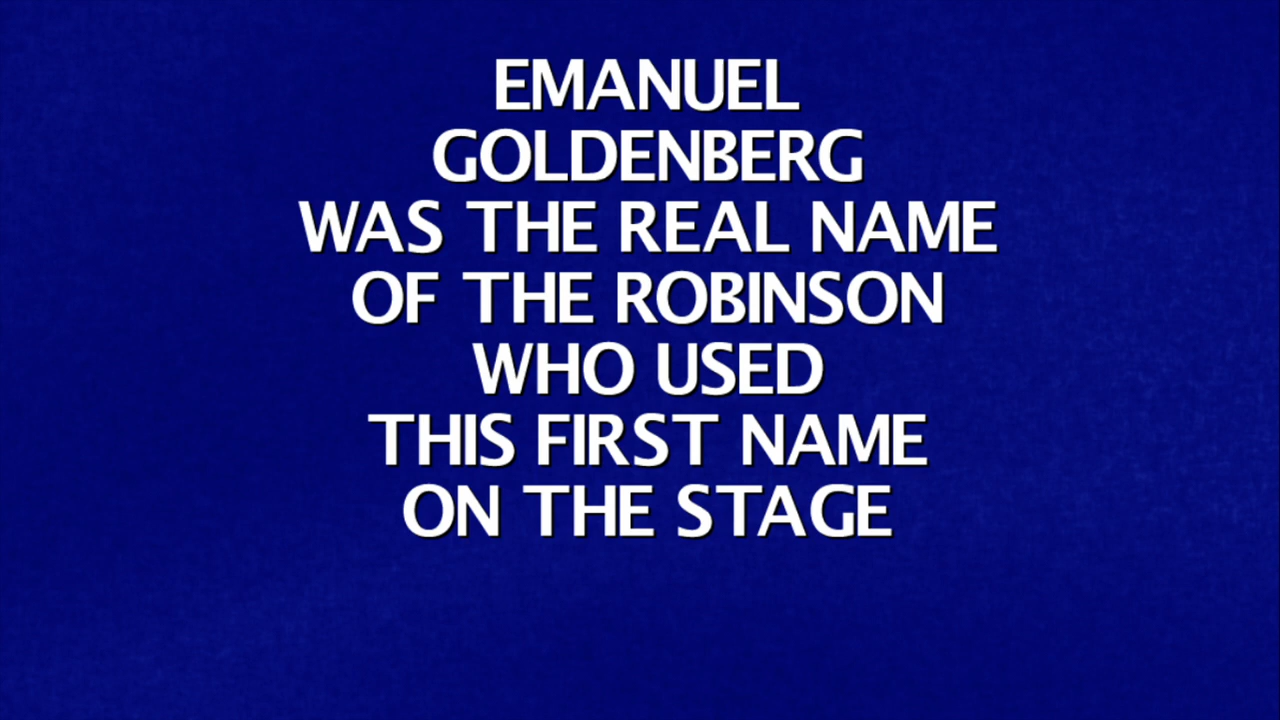 EMANUEL
GOLDENBERG
WAS THE REAL NAME
OF THE ROBINSON
WHO USED
THIS FIRST NAME
ON THE STAGE